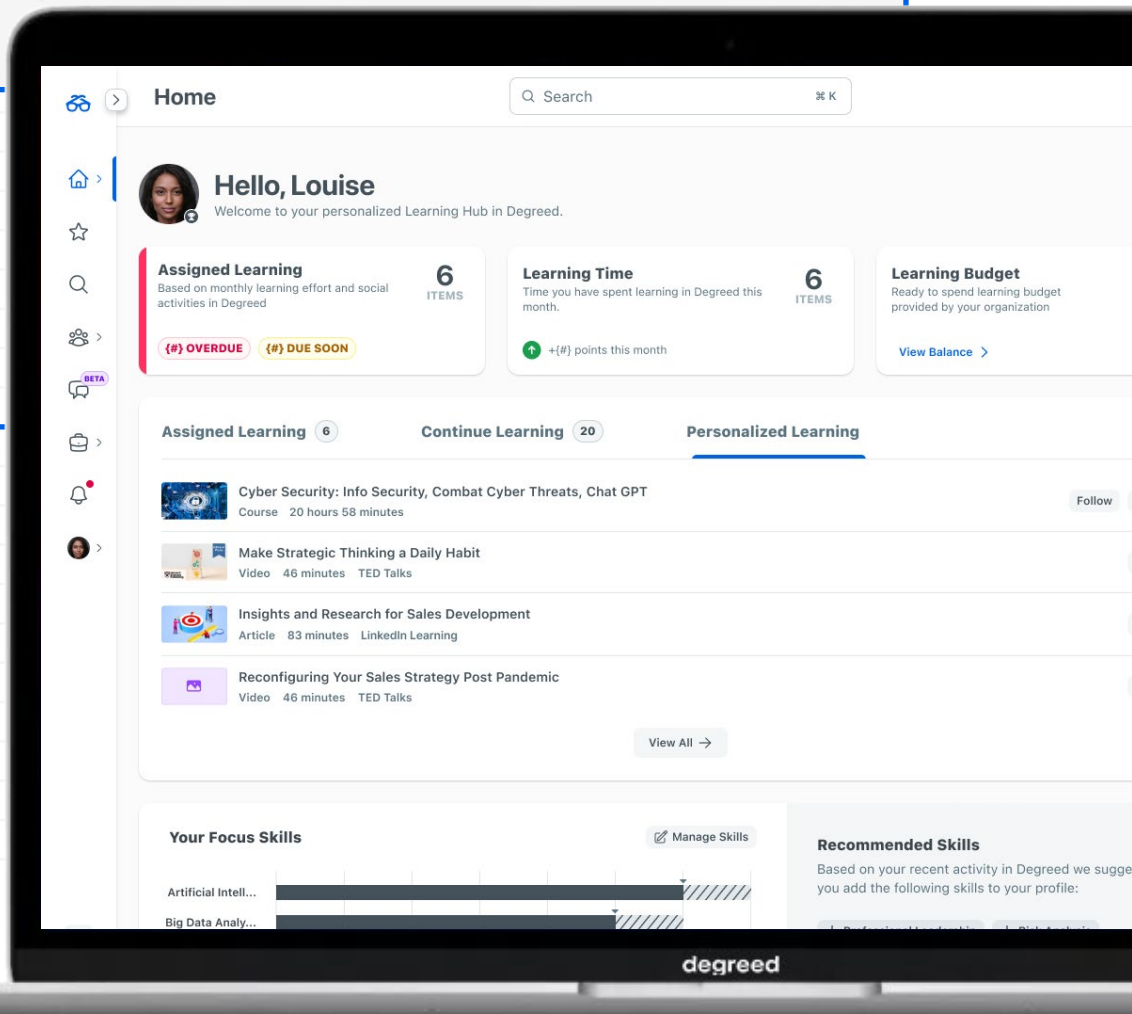 Home
Search
⌘ K
Hello, Louise
Welcome to your personalized Learning Hub in Degreed.
Assigned Learning
Based on monthly learning effort and social
activities in Degreed
6
ITEMS
{#} OVERDUE
{#} DUE SOON
Learning Time
Time you have spent learning in Degreed this
month.
6
ITEMS
+{#} points this month
Learning Budget
Ready to spend learning budget
provided by your organization
View Balance
BETA
Assigned Learning 6
Continue Learning 20
Personalized Learning
Cyber Security: Info Security, Combat Cyber Threats, Chat GPT
Course 20 hours 58 minutes
Follow
Make Strategic Thinking a Daily Habit
Video 46 minutes TED Talks
Insights and Research for Sales Development
Article 83 minutes LinkedIn Learning
Reconfiguring Your Sales Strategy Post Pandemic
Video 46 minutes TED Talks
View All →
Your Focus Skills
Manage Skills
Artificial Intell...
Big Data Analy...
Recommended Skills
Based on your recent activity in Degreed we sugge
you add the following skills to your profile:
degreed